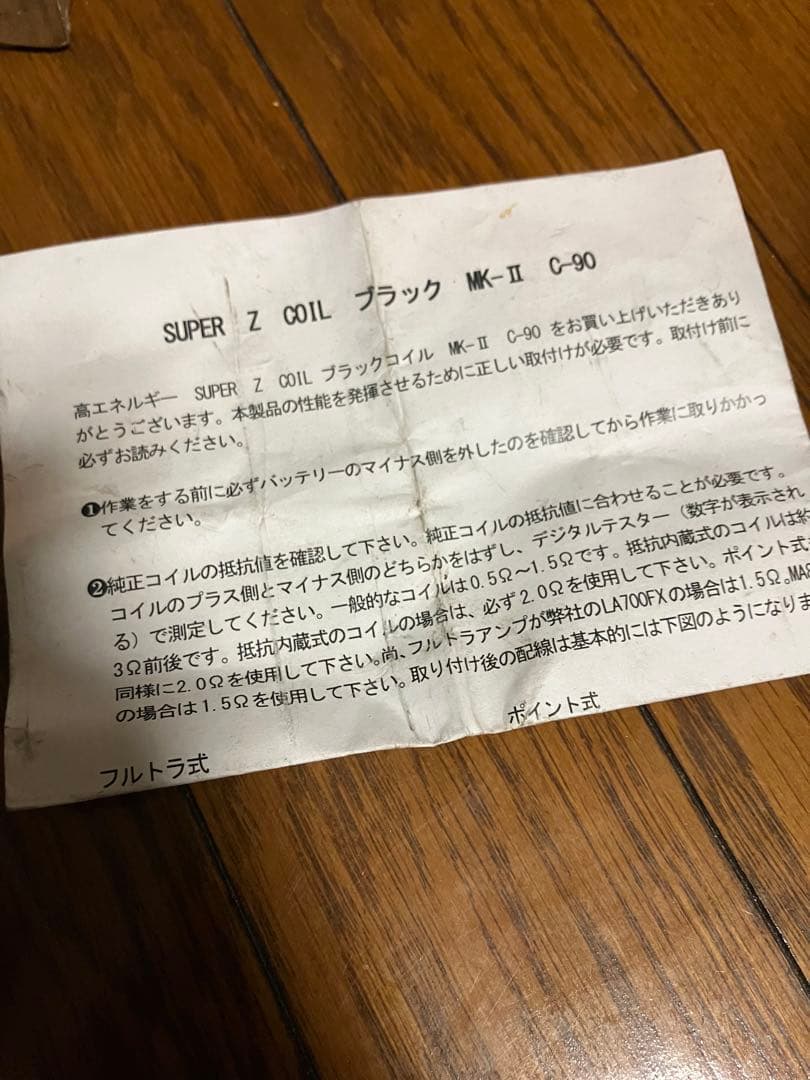 SUPER Z COIL ブラック MK-Ⅱ C-90
高エネルギー SUPER Z COIL ブラックコイル MK-Ⅱ C-90 をお買い上げいただきあり
がとうございます。本製品の性能を発揮させるために正しい取付けが必要です。取付け前に
必ずお読みください。
❶作業をする前に必ずバッテリーのマイナス側を外したのを確認してから作業に取りかかっ
てください。
❷純正コイルの抵抗値を確認して下さい。純正コイルの抵抗値に合わせることが必要です。
コイルのプラス側とマイナス側のどちらかをはずし、デジタルテスター（数字が表示され
る）で測定してください。一般的なコイルは0.5Ω～1.5Ωです。抵抗内蔵式のコイルは約
3Ω前後です。抵抗内蔵式のコイルの場合は、必ず2.0Ωを使用して下さい。ポイント式
同様に2.0Ωを使用して下さい。尚、フルトラアンプが弊社のLA700FXの場合は1.5Ω。
の場合は1.5Ωを使用して下さい。取り付け後の配線は基本的には下図のようになりま
フルトラ式
ポイント式